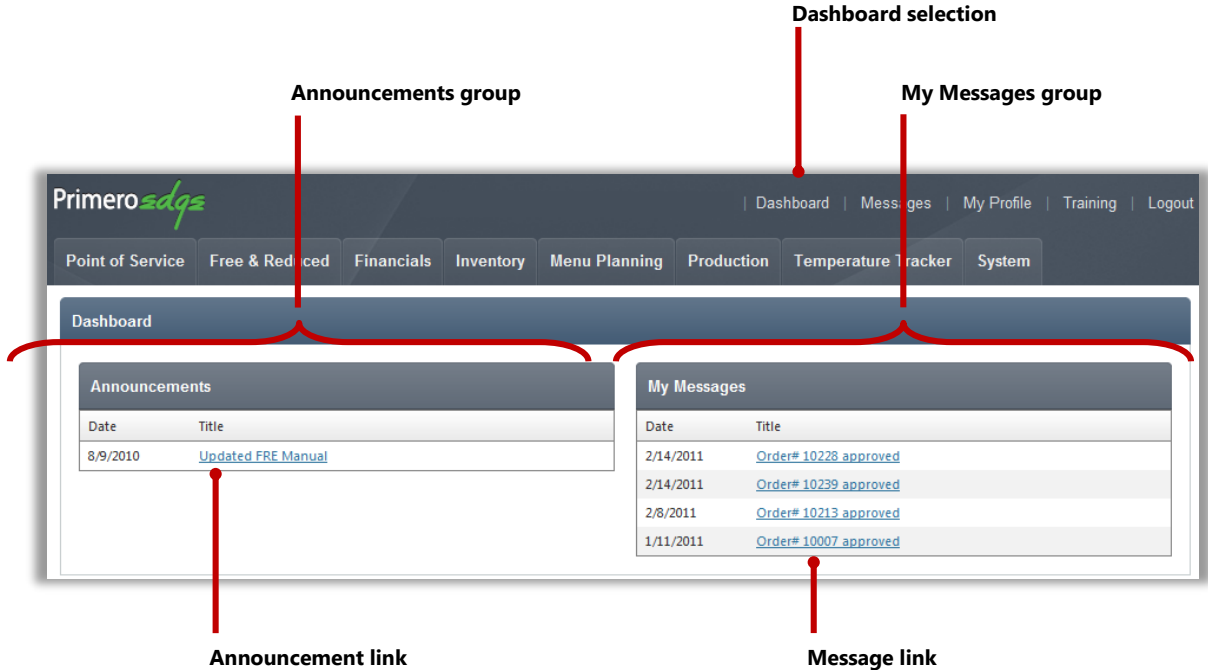 Dashboard selection
Announcements group
My Messages group
Primero edge
| Dashboard | Messages | My Profile | Training | Logout
Point of Service Free & Reduced Financials Inventory Menu Planning Production Temperature Tracker System
Dashboard
Announcements
Date Title
8/9/2010 Updated FRE Manual
My Messages
Date Title
2/14/2011 Order# 10228 approved
2/14/2011 Order# 10239 approved
2/8/2011 Order# 10213 approved
1/11/2011 Order# 10007 approved
Announcement link
Message link